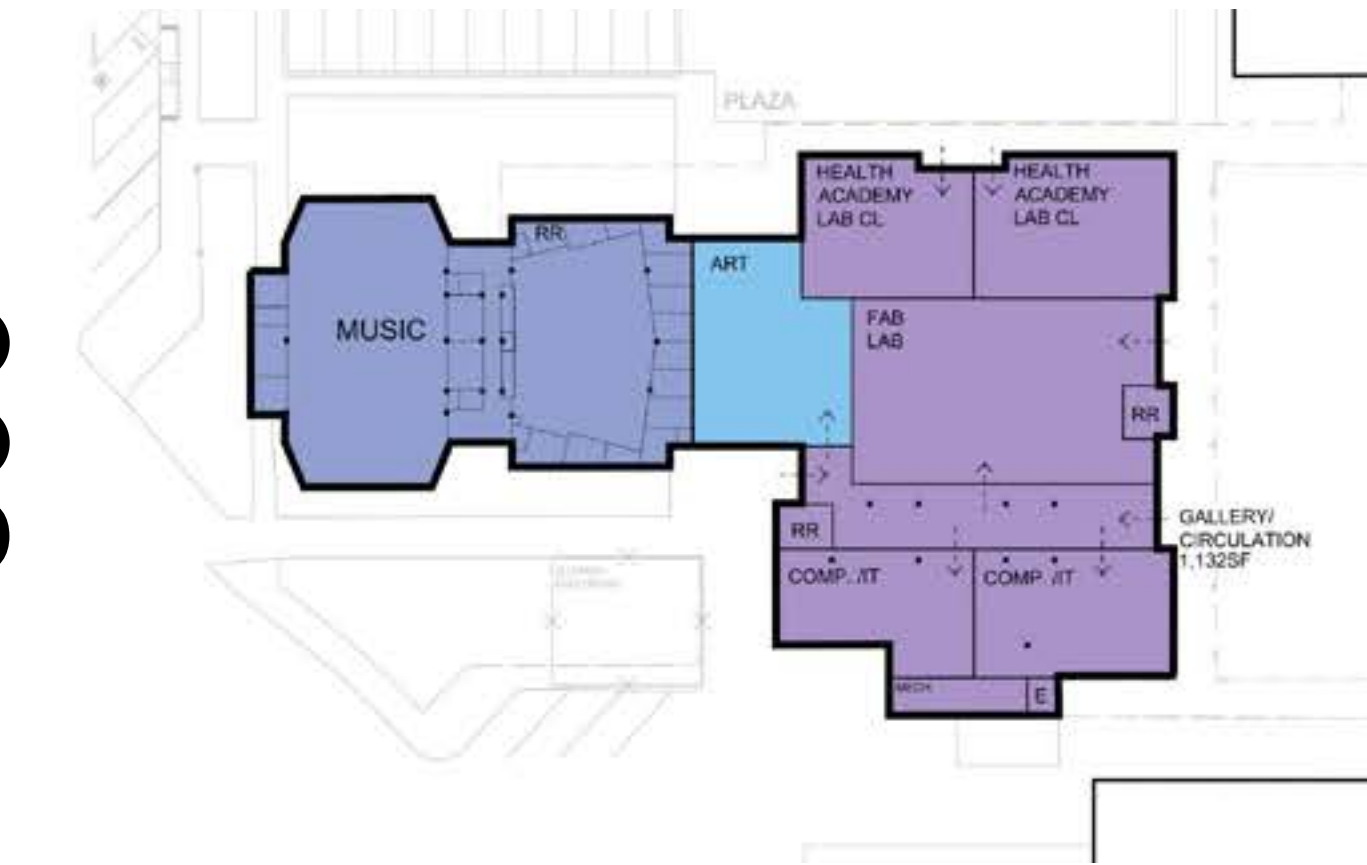 PLAZA
HEALTH
ACADEMY
LAB CL
HEALTH
ACADEMY
LAB CL
RR
ART
MUSIC
FAB
LAB
RR
GALLERY/
CIRCULATION
1,132SF
RR
COMP. /IT
COMP /IT
MECH
E